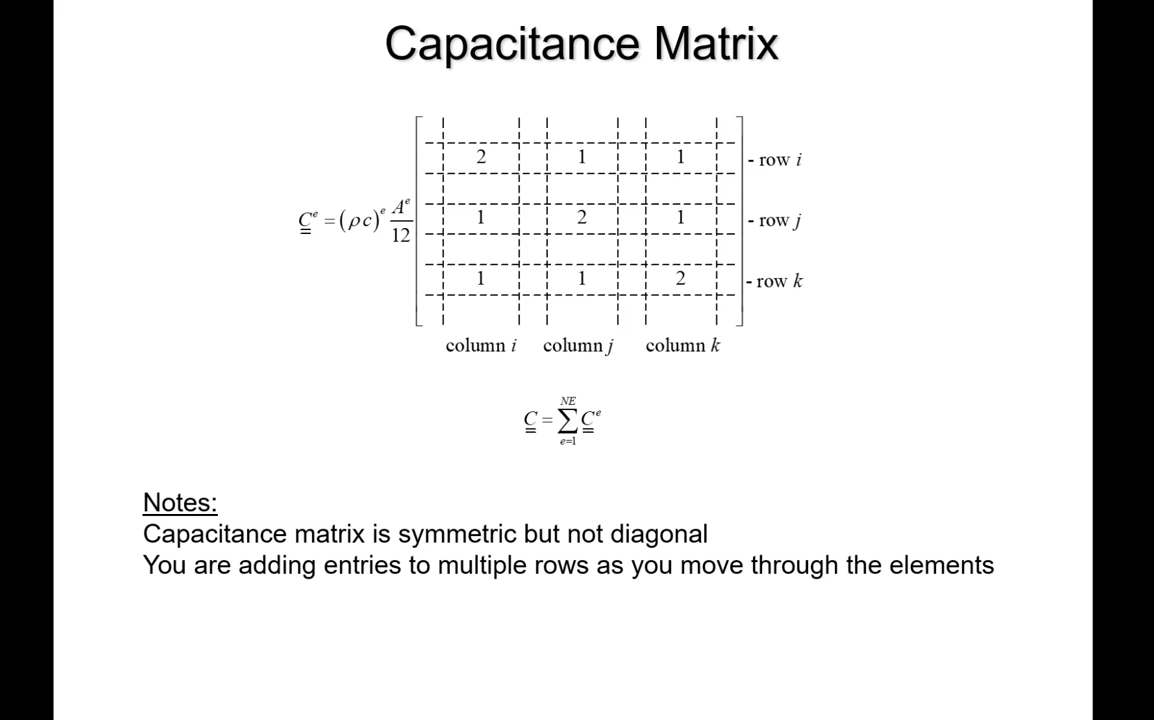 Capacitance Matrix
2 1 1 - row i
C^e = (ρc)^e A^e/12 1 2 1 - row j
1 1 2 - row k
column i column j column k
C = ∑_{e=1}^{NE} C^e
Notes:
Capacitance matrix is symmetric but not diagonal
You are adding entries to multiple rows as you move through the elements